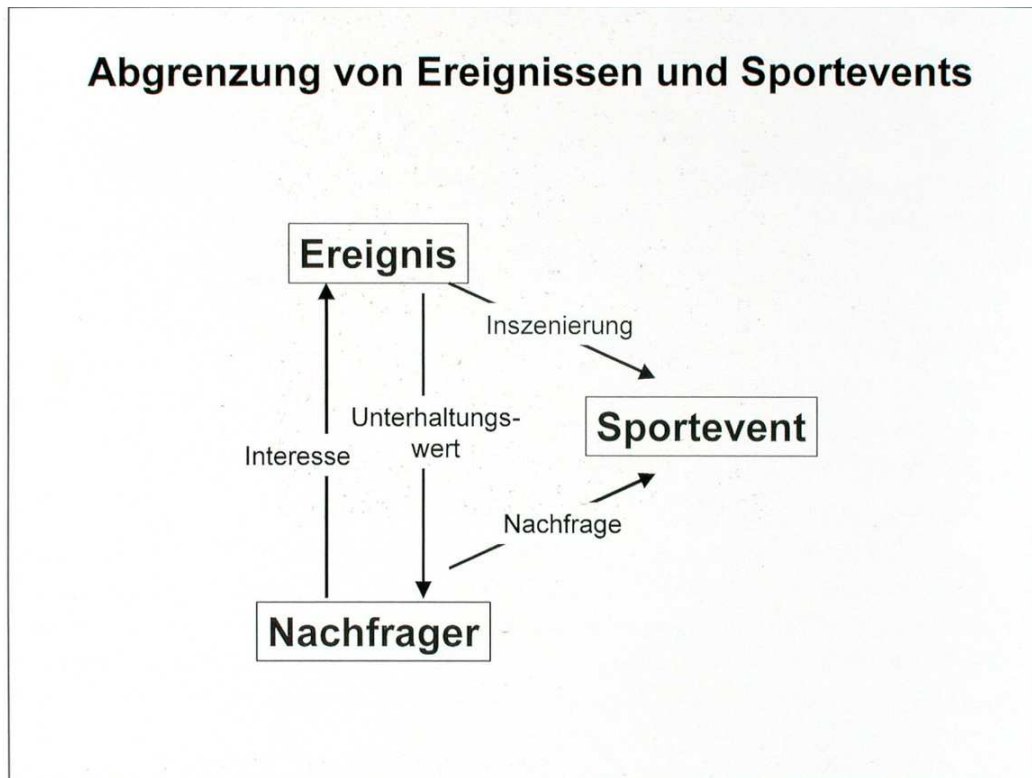 Abgrenzung von Ereignissen und Sportevents
Ereignis
Inszenierung
Unterhaltungs-
wert
Sportevent
Interesse
Nachfrage
Nachfrager